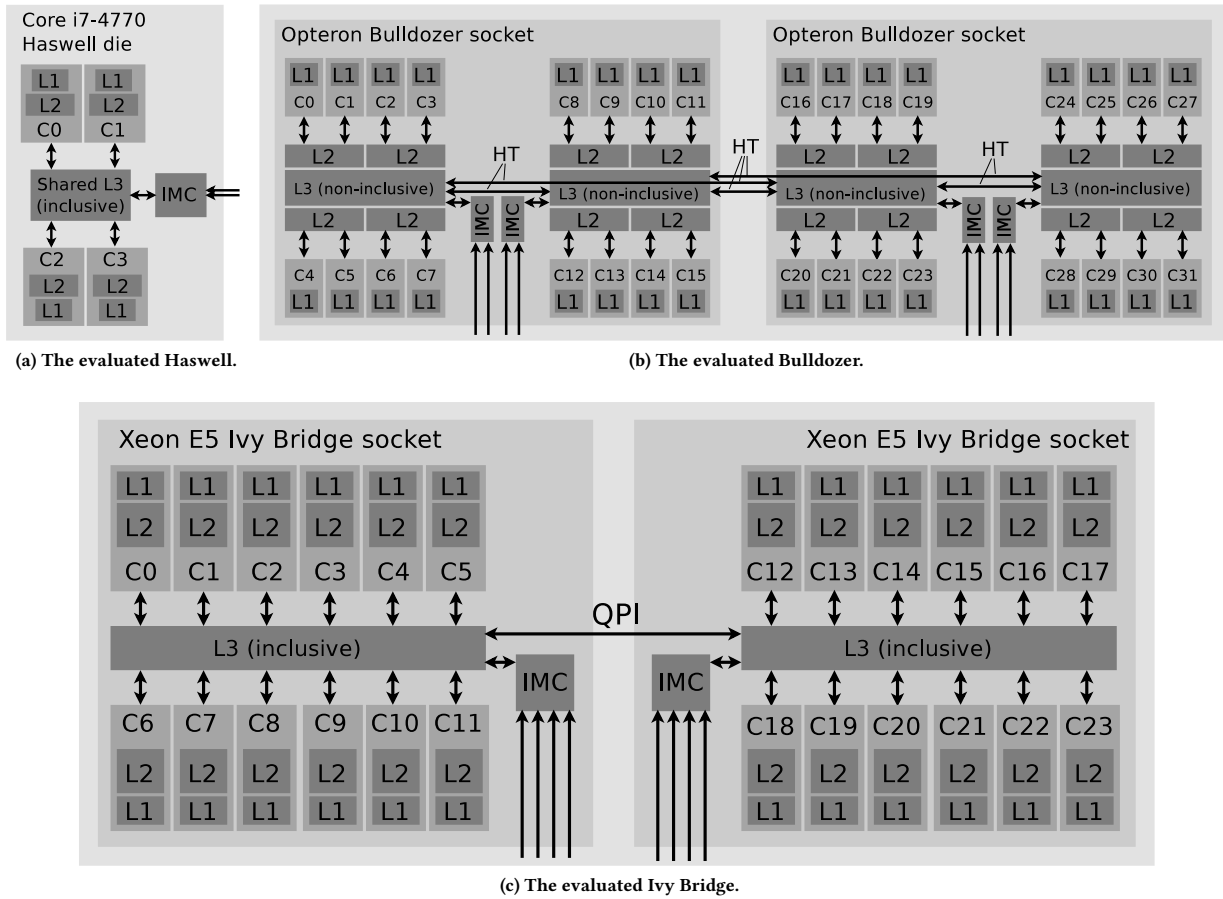 Core i7-4770
Haswell die
L1 L1
L2 L2
C0 C1
Shared L3
(inclusive)
IMC
C2 C3
L2 L2
L1 L1
(a) The evaluated Haswell.
Opteron Bulldozer socket Opteron Bulldozer socket
L1 L1 L1 L1 L1 L1 L1 L1 L1 L1 L1 L1 L1 L1 L1 L1
C0 C1 C2 C3 C8 C9 C10 C11 C16 C17 C18 C19 C24 C25 C26 C27
HT HT HT
L2 L2 L2 L2 L2 L2 L2 L2
L3 (non-inclusive) L3 (non-inclusive) L3 (non-inclusive) L3 (non-inclusive)
IMC IMC IMC IMC
L2 L2 L2 L2 L2 L2 L2 L2
C4 C5 C6 C7 C12 C13 C14 C15 C20 C21 C22 C23 C28 C29 C30 C31
L1 L1 L1 L1 L1 L1 L1 L1 L1 L1 L1 L1 L1 L1 L1 L1
(b) The evaluated Bulldozer.
Xeon E5 Ivy Bridge socket Xeon E5 Ivy Bridge socket
L1 L1 L1 L1 L1 L1 L1 L1 L1 L1 L1 L1
L2 L2 L2 L2 L2 L2 L2 L2 L2 L2 L2 L2
C0 C1 C2 C3 C4 C5 C12 C13 C14 C15 C16 C17
QPI
L3 (inclusive) L3 (inclusive)
IMC IMC
C6 C7 C8 C9 C10 C11 C18 C19 C20 C21 C22 C23
L2 L2 L2 L2 L2 L2 L2 L2 L2 L2 L2 L2
L1 L1 L1 L1 L1 L1 L1 L1 L1 L1 L1 L1
(c) The evaluated Ivy Bridge.